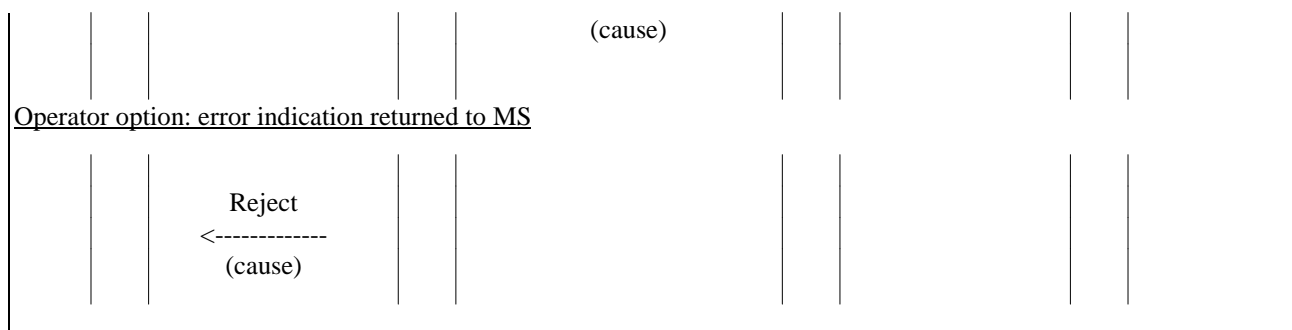 (cause)
Operator option: error indication returned to MS
Reject
<-------------
(cause)